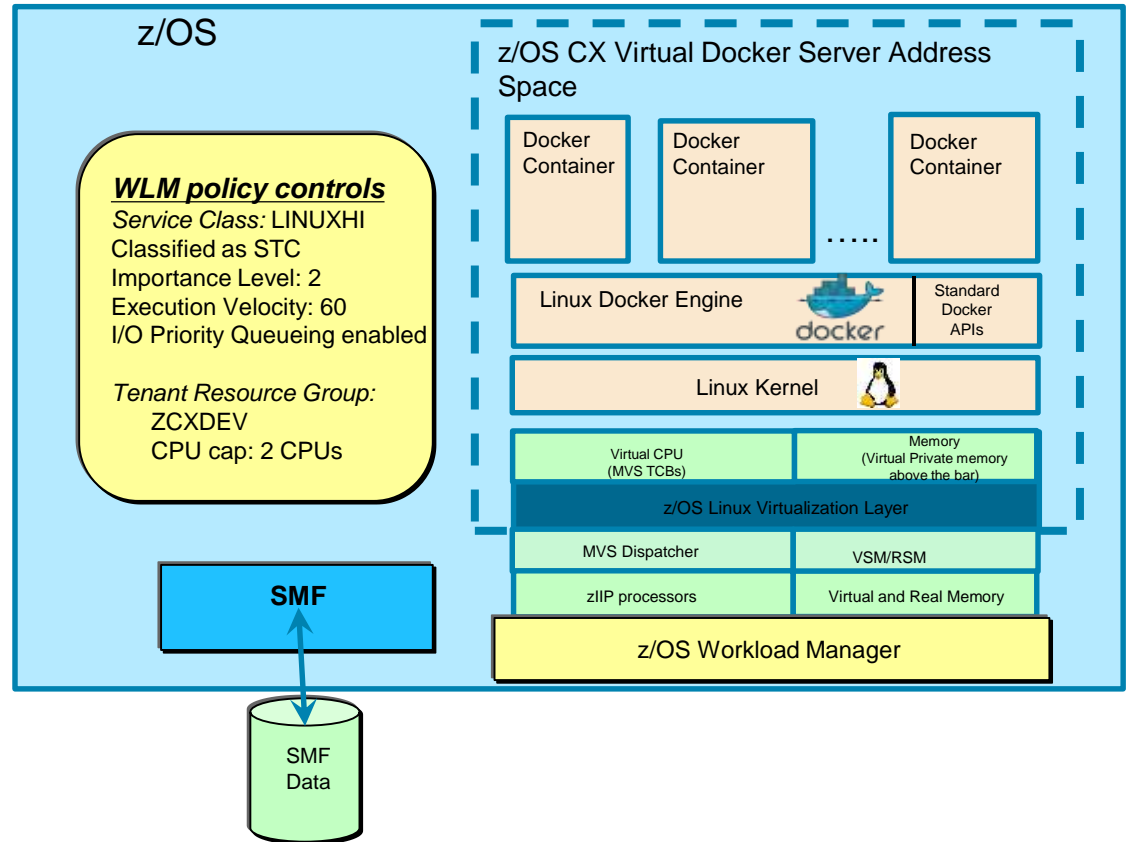 z/OS
z/OS CX Virtual Docker Server Address
Space
Docker
Container
Docker
Container
Docker
Container
.....
WLM policy controls
Service Class: LINUXHI
Classified as STC
Importance Level: 2
Execution Velocity: 60
I/O Priority Queueing enabled
Tenant Resource Group:
ZCXDEV
CPU cap: 2 CPUs
Linux Docker Engine
docker
Standard
Docker
APIs
Linux Kernel
Virtual CPU
(MVS TCBs)
Memory
(Virtual Private memory
above the bar)
z/OS Linux Virtualization Layer
MVS Dispatcher
VSM/RSM
zIIP processors
Virtual and Real Memory
z/OS Workload Manager
SMF
SMF
Data